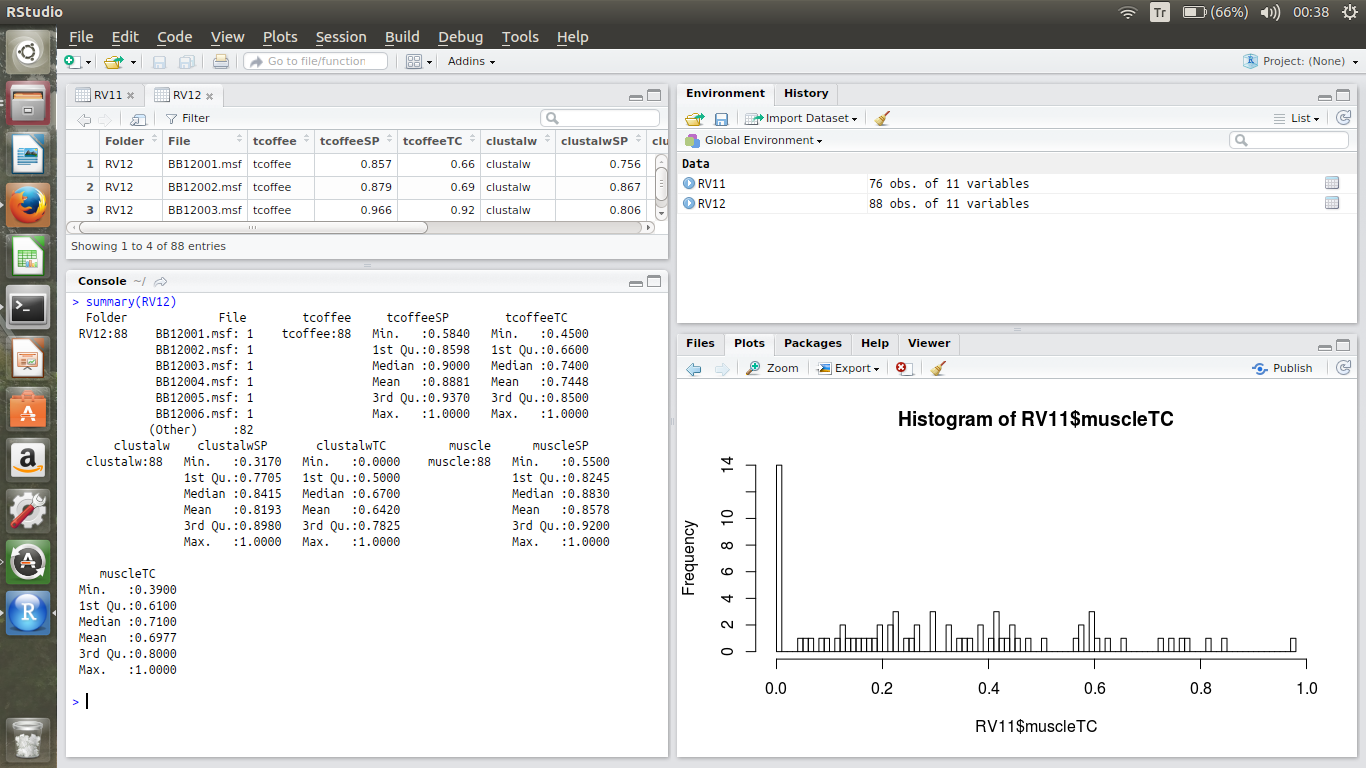 RStudio
Tr (66%) 00:38
File Edit Code View Plots Session Build Debug Tools Help
Go to file/function Addins Project: (None)
RV11 RV12
Filter
Folder File tcoffee tcoffeeSP tcoffeeTC clustalw clustalwSP clu
1 RV12 BB12001.msf tcoffee 0.857 0.66 clustalw 0.756
2 RV12 BB12002.msf tcoffee 0.879 0.69 clustalw 0.867
3 RV12 BB12003.msf tcoffee 0.966 0.92 clustalw 0.806
Showing 1 to 4 of 88 entries
Console ~/
> summary(RV12)
Folder File tcoffee tcoffeeSP tcoffeeTC
RV12:88 BB12001.msf: 1 tcoffee:88 Min. :0.5840 Min. :0.4500
BB12002.msf: 1 1st Qu.:0.8598 1st Qu.:0.6600
BB12003.msf: 1 Median :0.9000 Median :0.7400
BB12004.msf: 1 Mean :0.8881 Mean :0.7448
BB12005.msf: 1 3rd Qu.:0.9370 3rd Qu.:0.8500
BB12006.msf: 1 Max. :1.0000 Max. :1.0000
(Other) :82
clustalw clustalwSP clustalwTC muscle muscleSP
clustalw:88 Min. :0.3170 Min. :0.0000 muscle:88 Min. :0.5500
1st Qu.:0.7705 1st Qu.:0.5000 1st Qu.:0.8245
Median :0.8415 Median :0.6700 Median :0.8830
Mean :0.8193 Mean :0.6420 Mean :0.8578
3rd Qu.:0.8980 3rd Qu.:0.7825 3rd Qu.:0.9200
Max. :1.0000 Max. :1.0000 Max. :1.0000
muscleTC
Min. :0.3900
1st Qu.:0.6100
Median :0.7100
Mean :0.6977
3rd Qu.:0.8000
Max. :1.0000
>
Environment History
Import Dataset List
Global Environment
Data
RV11 76 obs. of 11 variables
RV12 88 obs. of 11 variables
Files Plots Packages Help Viewer
Zoom Export Publish
Histogram of RV11$muscleTC
Frequency
14
10
8
6
4
2
0
0.0 0.2 0.4 0.6 0.8 1.0
RV11$muscleTC
>_
A
a
A
R